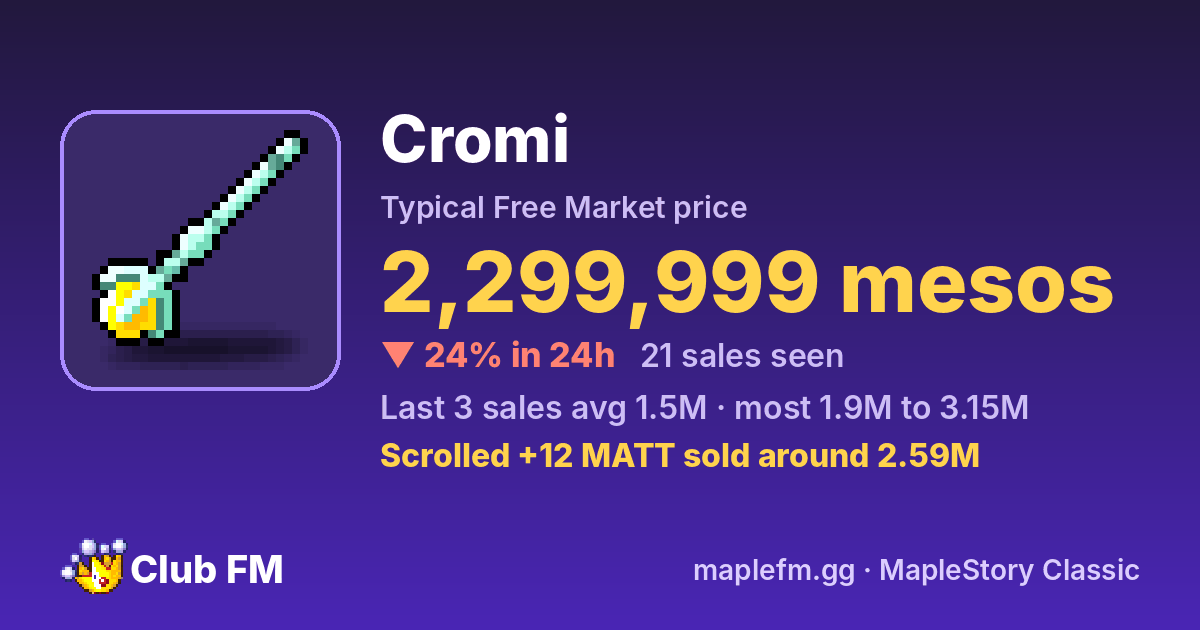 Cromi
Typical Free Market price
2,299,999 mesos
▼ 24% in 24h 21 sales seen
Last 3 sales avg 1.5M · most 1.9M to 3.15M
Scrolled +12 MATT sold around 2.59M
Club FM
maplefm.gg · MapleStory Classic